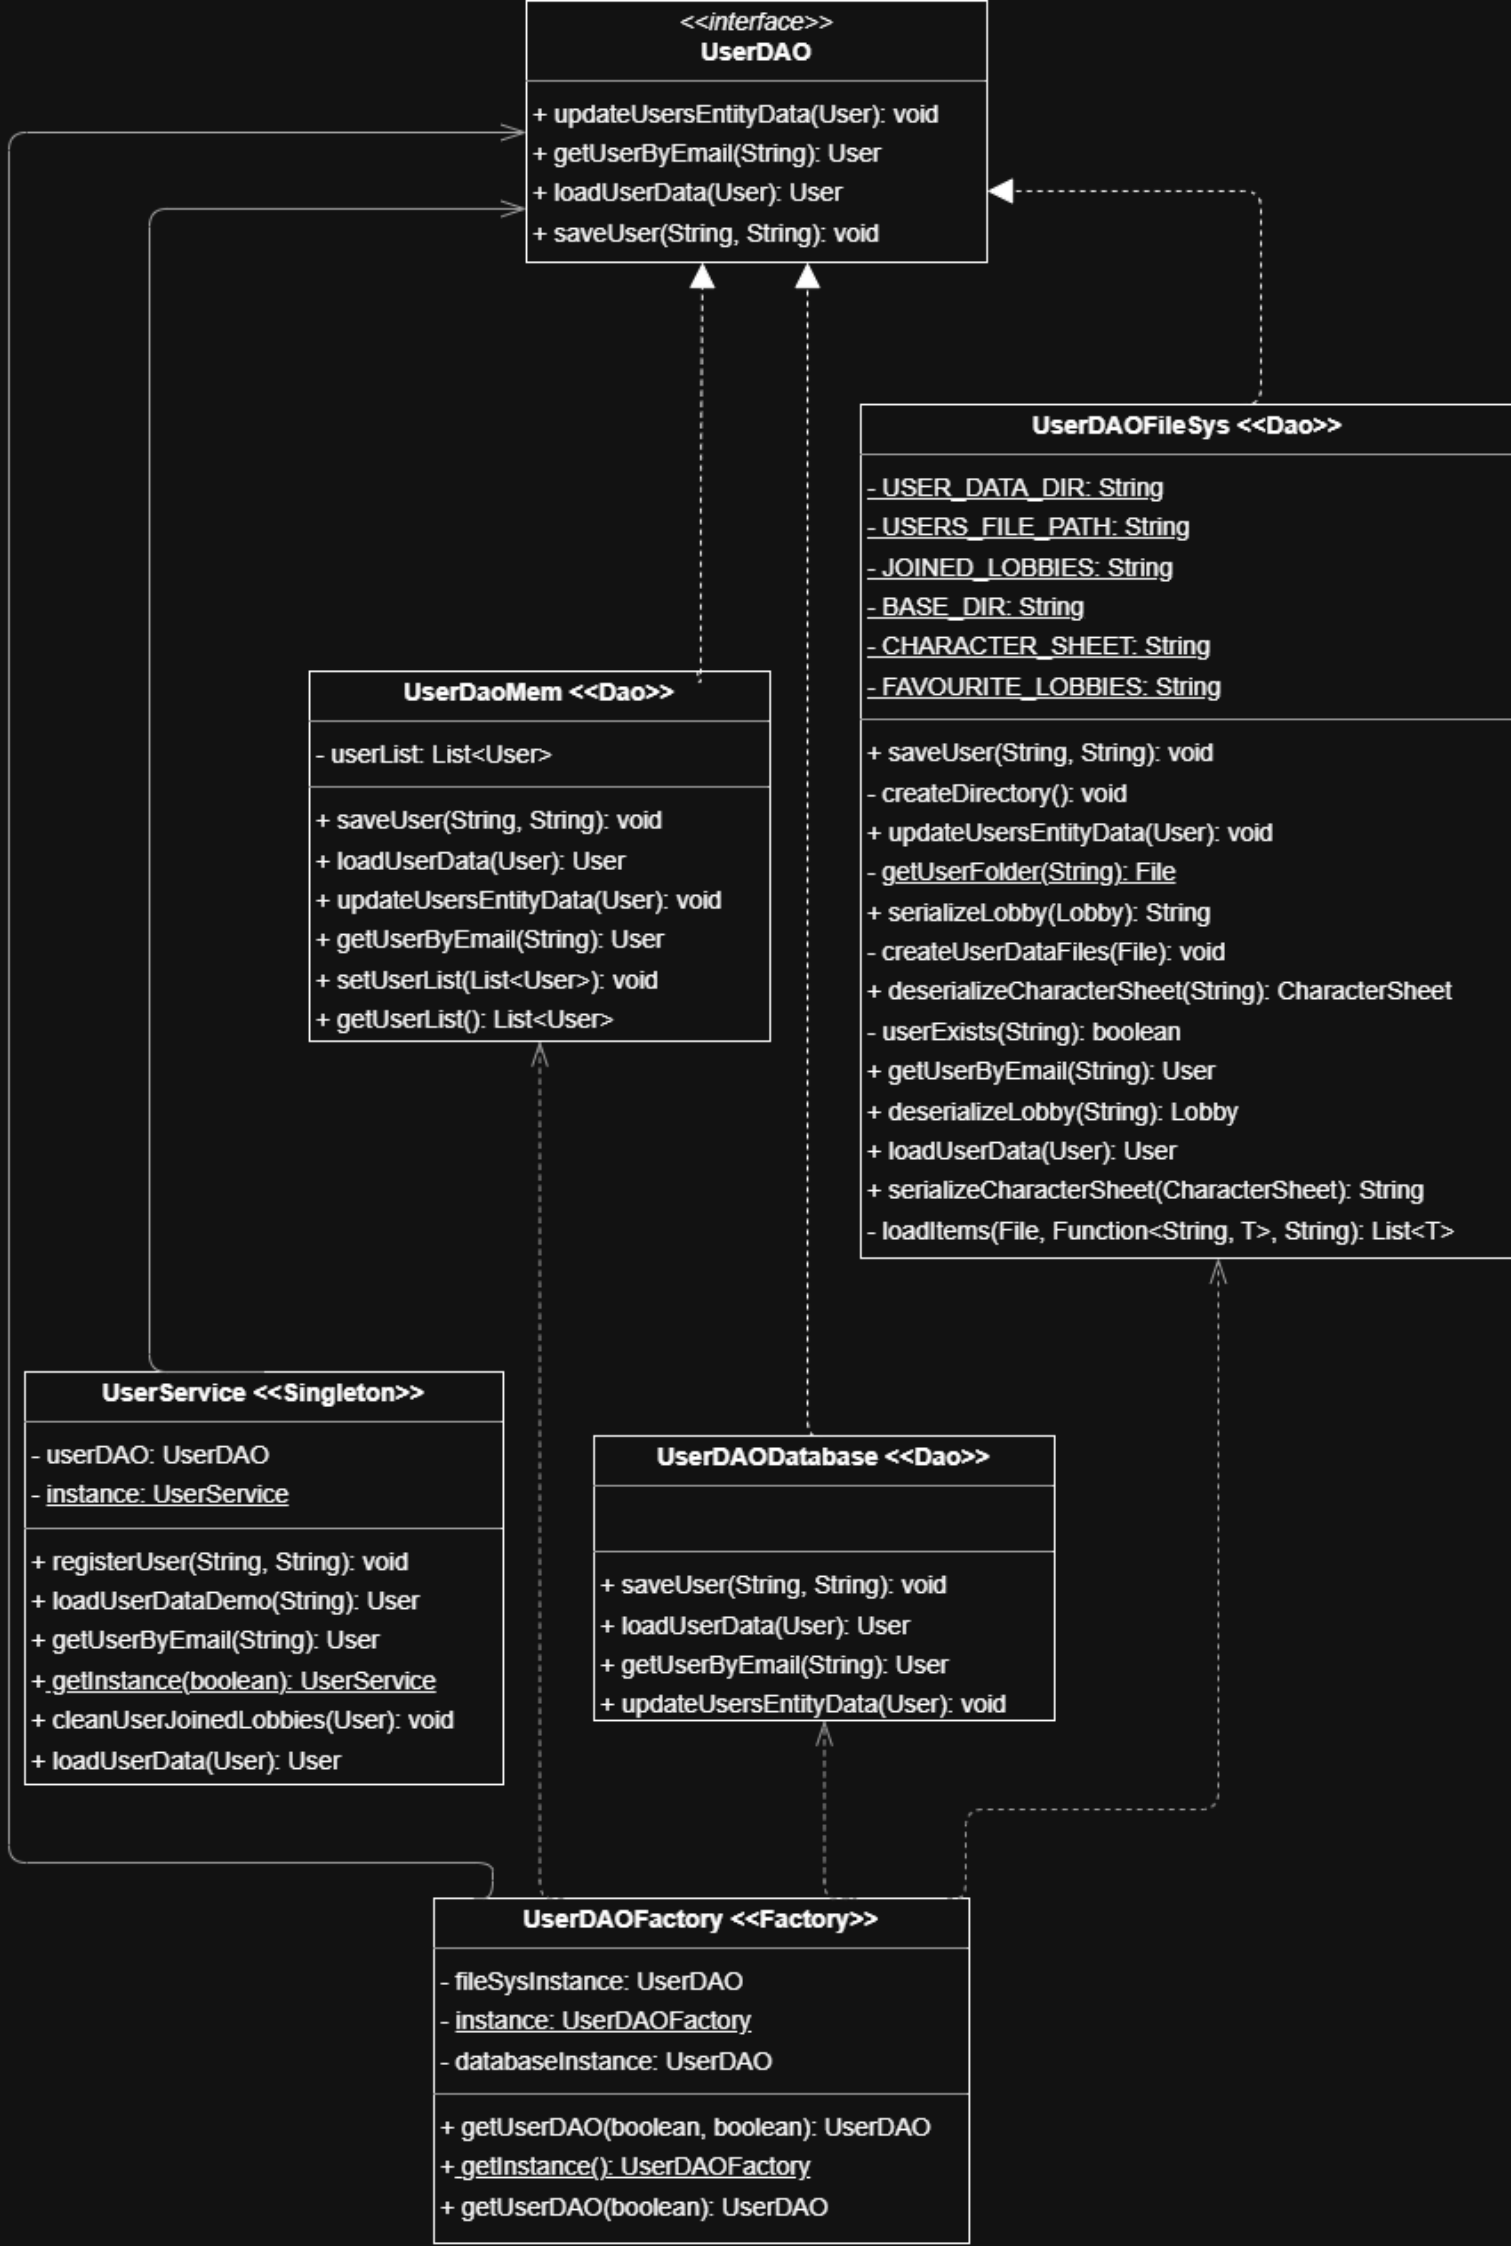 <<interface>>
UserDAO
+ updateUsersEntityData(User): void
+ getUserByEmail(String): User
+ loadUserData(User): User
+ saveUser(String, String): void
UserDAOFileSys <<Dao>>
- USER_DATA_DIR: String
- USERS_FILE_PATH: String
- JOINED_LOBBIES: String
- BASE_DIR: String
- CHARACTER_SHEET: String
- FAVOURITE_LOBBIES: String
+ saveUser(String, String): void
- createDirectory(): void
+ updateUsersEntityData(User): void
- getUserFolder(String): File
+ serializeLobby(Lobby): String
- createUserDataFiles(File): void
+ deserializeCharacterSheet(String): CharacterSheet
- userExists(String): boolean
+ getUserByEmail(String): User
+ deserializeLobby(String): Lobby
+ loadUserData(User): User
+ serializeCharacterSheet(CharacterSheet): String
- loadItems(File, Function<String, T>, String): List<T>
UserDaoMem <<Dao>>
- userList: List<User>
+ saveUser(String, String): void
+ loadUserData(User): User
+ updateUsersEntityData(User): void
+ getUserByEmail(String): User
+ setUserList(List<User>): void
+ getUserList(): List<User>
UserService <<Singleton>>
- userDAO: UserDAO
- instance: UserService
+ registerUser(String, String): void
+ loadUserDataDemo(String): User
+ getUserByEmail(String): User
+ getInstance(boolean): UserService
+ cleanUserJoinedLobbies(User): void
+ loadUserData(User): User
UserDAODatabase <<Dao>>
+ saveUser(String, String): void
+ loadUserData(User): User
+ getUserByEmail(String): User
+ updateUsersEntityData(User): void
UserDAOFactory <<Factory>>
- fileSysInstance: UserDAO
- instance: UserDAOFactory
- databaseInstance: UserDAO
+ getUserDAO(boolean, boolean): UserDAO
+ getInstance(): UserDAOFactory
+ getUserDAO(boolean): UserDAO